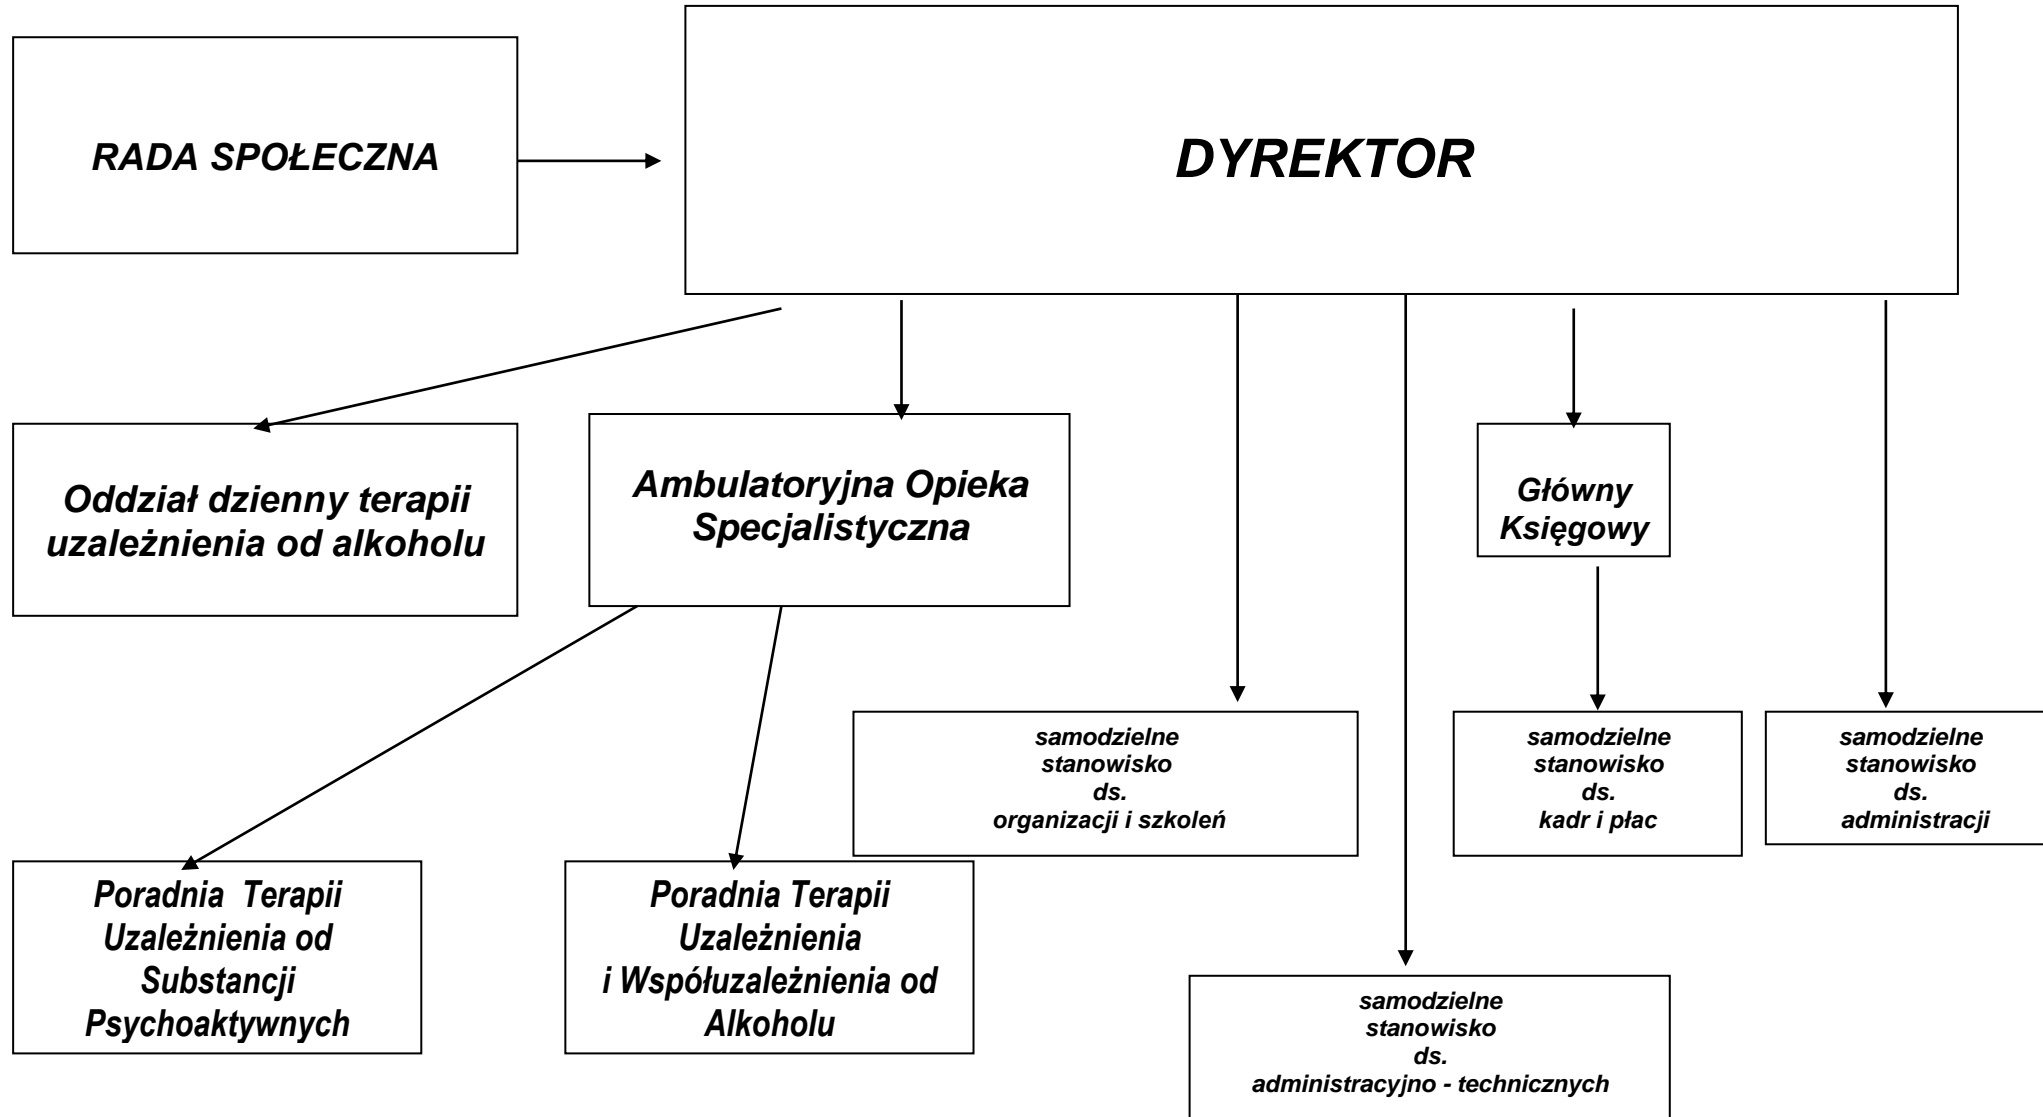 RADA SPOŁECZNA
DYREKTOR
Oddział dzienny terapii
uzależnienia od alkoholu
Ambulatoryjna Opieka
Specjalistyczna
Główny
Księgowy
samodzielne
stanowisko
ds.
organizacji i szkoleń
samodzielne
stanowisko
ds.
kadr i płac
samodzielne
stanowisko
ds.
administracji
Poradnia Terapii
Uzależnienia od
Substancji
Psychoaktywnych
Poradnia Terapii
Uzależnienia
i Współuzależnienia od
Alkoholu
samodzielne
stanowisko
ds.
administracyjno - technicznych